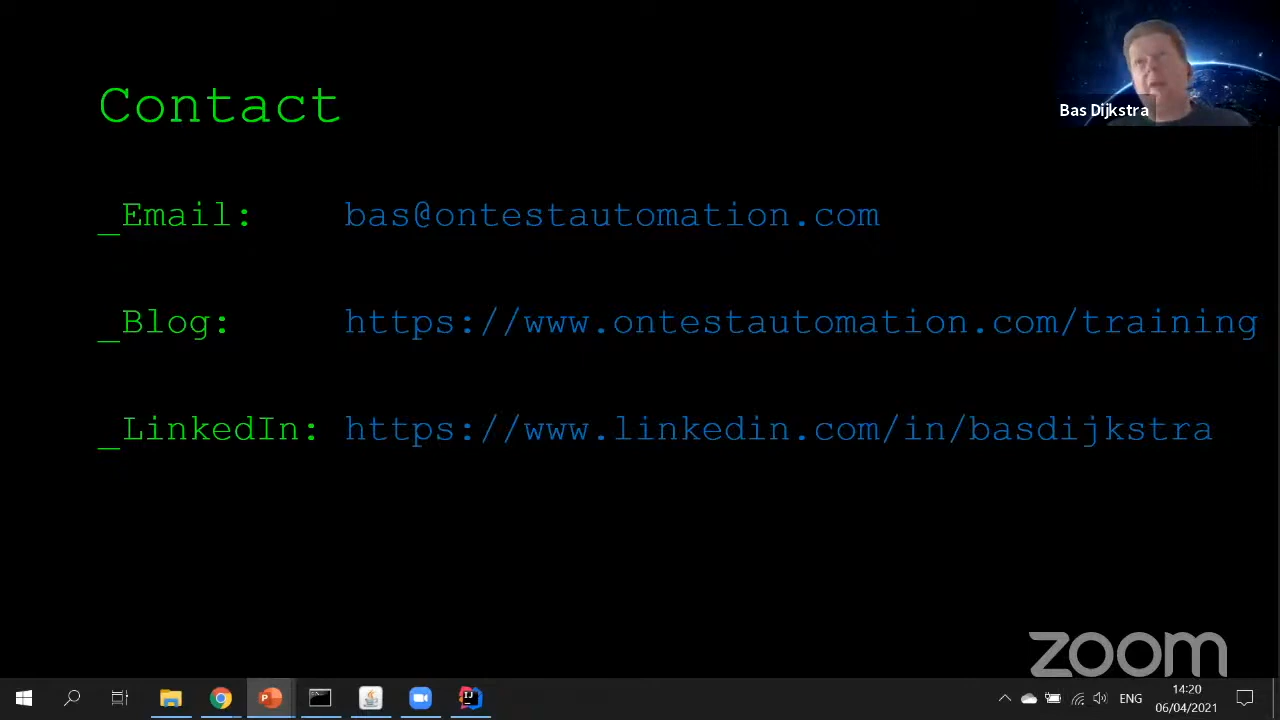 Contact
Bas Dijkstra
_Email: bas@ontestautomation.com
_Blog: https://www.ontestautomation.com/training
_LinkedIn: https://www.linkedin.com/in/basdijkstra
zoom
ENG
14:20
06/04/2021